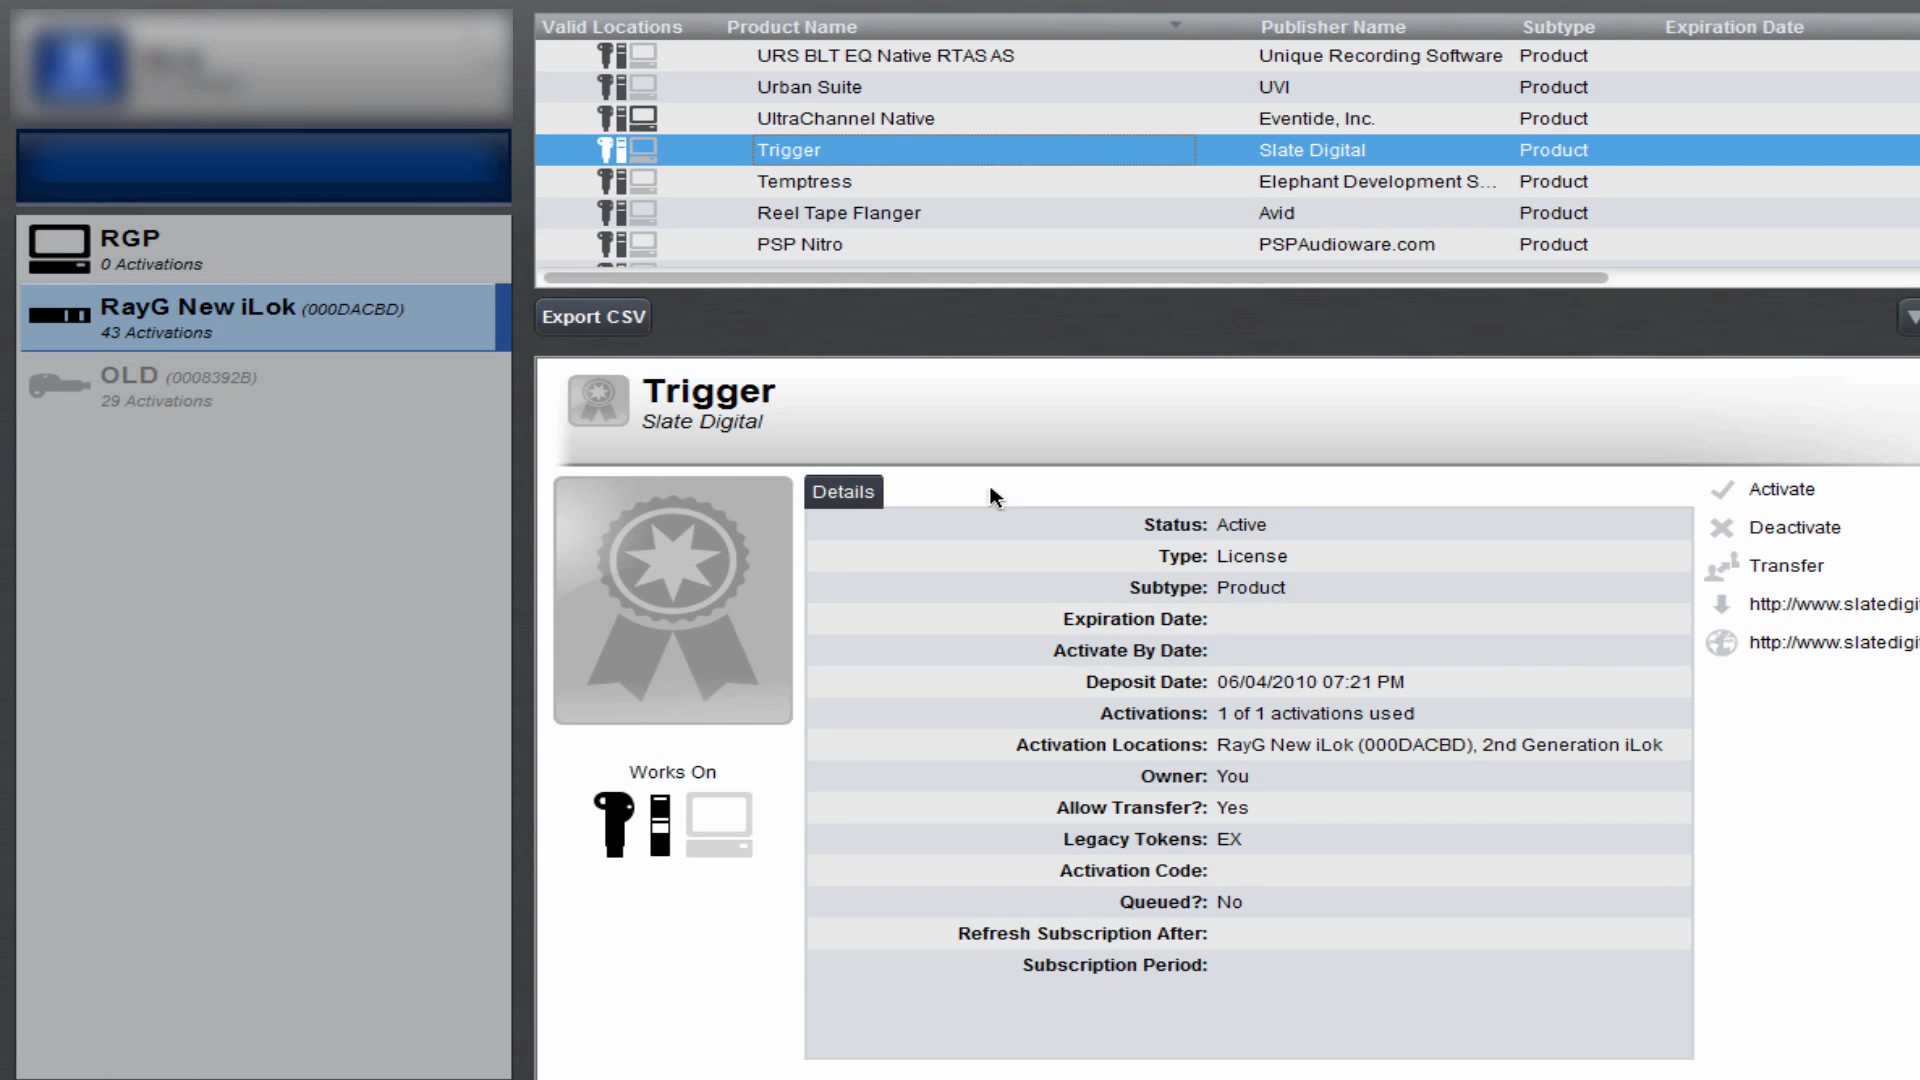 Valid Locations Product Name Publisher Name Subtype Expiration Date
URS BLT EQ Native RTAS AS Unique Recording Software Product
Urban Suite UVI Product
UltraChannel Native Eventide, Inc. Product
Trigger Slate Digital Product
Temptress Elephant Development S... Product
Reel Tape Flanger Avid Product
PSP Nitro PSPAudioware.com Product
RGP
0 Activations
RayG New iLok (000DACBD)
43 Activations
OLD (0008392B)
29 Activations
Export CSV
Trigger
Slate Digital
Works On
Details
Status: Active
Type: License
Subtype: Product
Expiration Date:
Activate By Date:
Deposit Date: 06/04/2010 07:21 PM
Activations: 1 of 1 activations used
Activation Locations: RayG New iLok (000DACBD), 2nd Generation iLok
Owner: You
Allow Transfer?: Yes
Legacy Tokens: EX
Activation Code:
Queued?: No
Refresh Subscription After:
Subscription Period:
Activate
Deactivate
Transfer
http://www.slatedigi
http://www.slatedigi